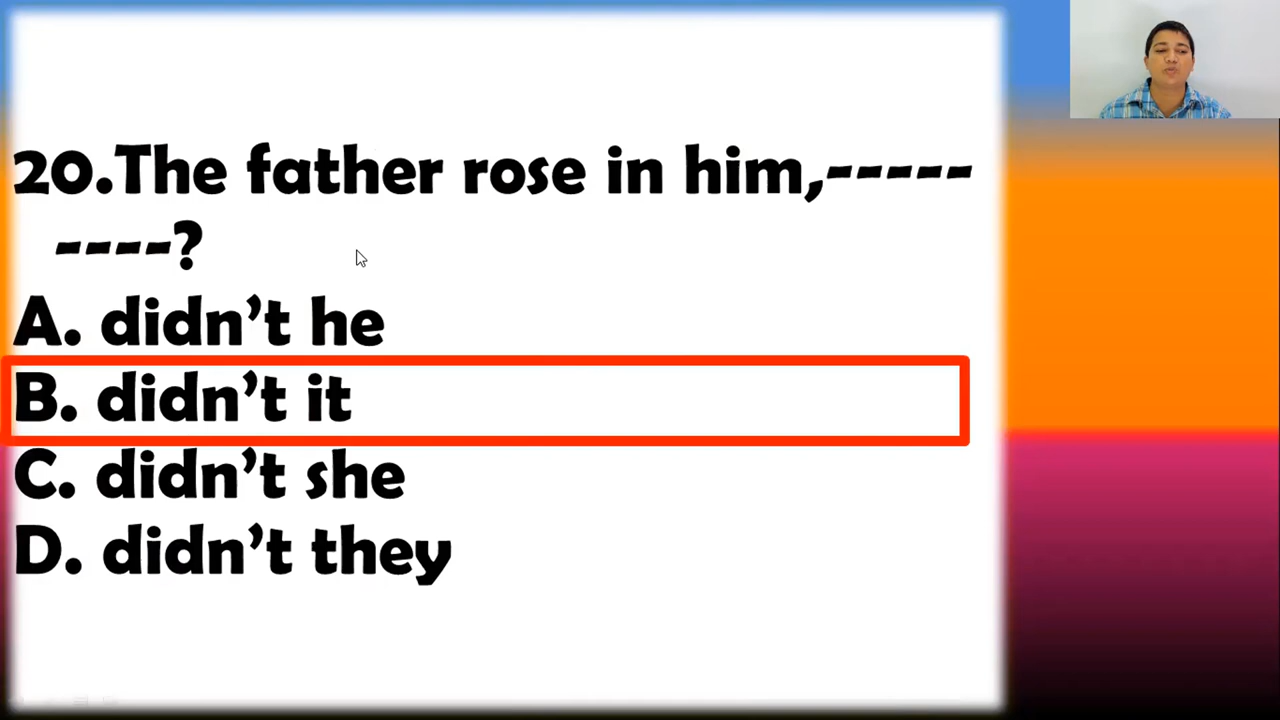 20.The father rose in him,-----
----?
A. didn't he
B. didn't it
C. didn't she
D. didn't they